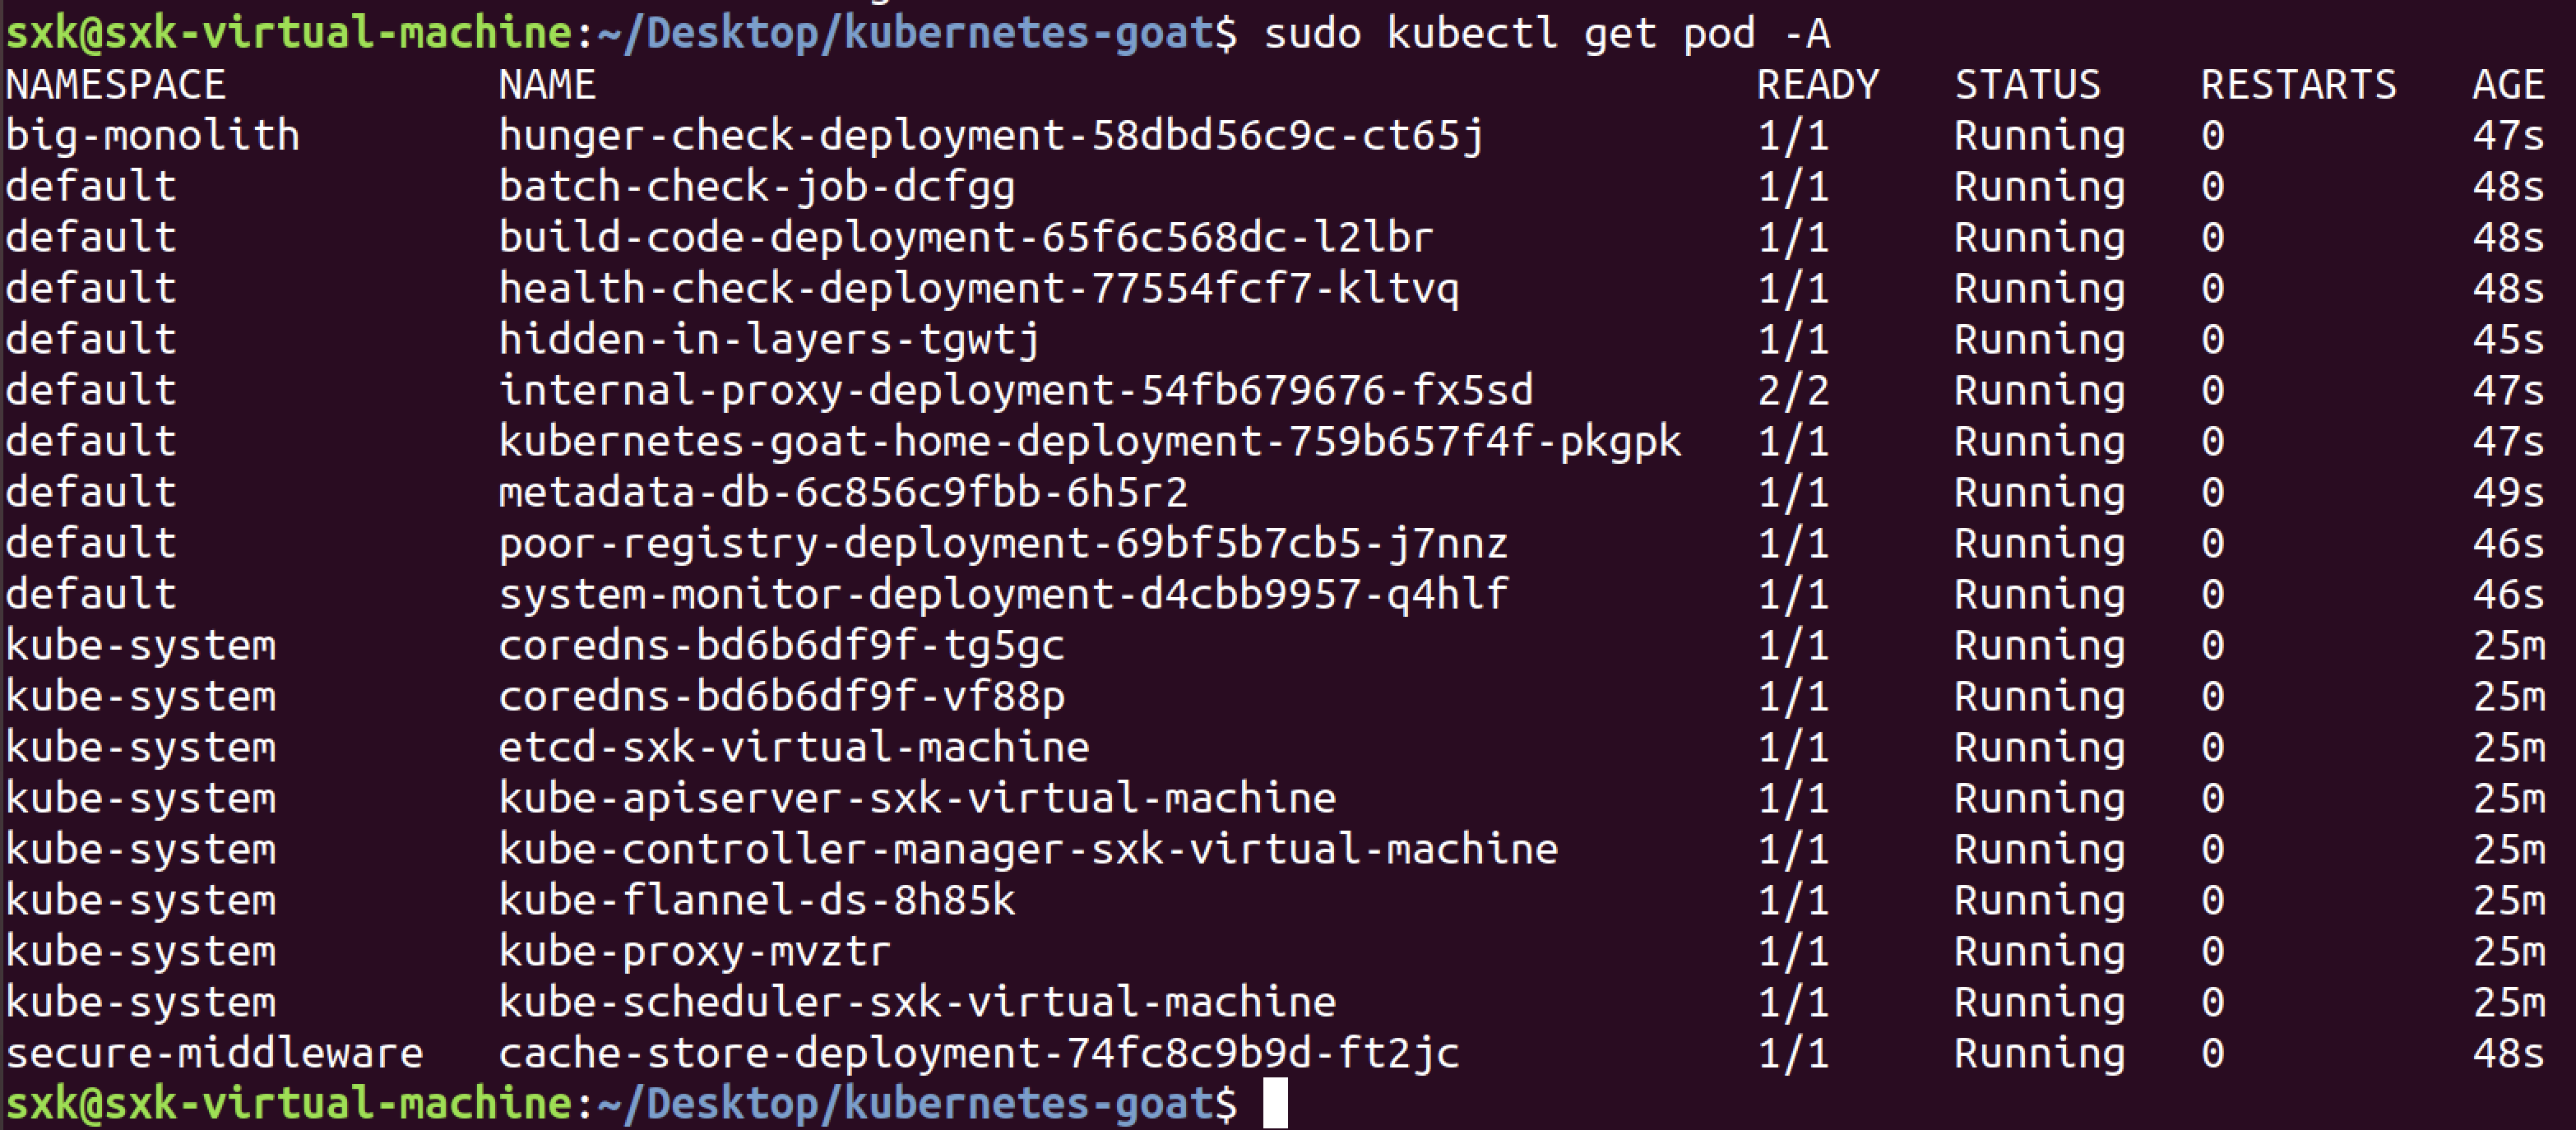 sxk@sxk-virtual-machine:~/Desktop/kubernetes-goat$ sudo kubectl get pod -A
NAMESPACE NAME READY STATUS RESTARTS AGE
big-monolith hunger-check-deployment-58dbd56c9c-ct65j 1/1 Running 0 47s
default batch-check-job-dcfgg 1/1 Running 0 48s
default build-code-deployment-65f6c568dc-l2lbr 1/1 Running 0 48s
default health-check-deployment-77554fcf7-kltvq 1/1 Running 0 48s
default hidden-in-layers-tgwtj 1/1 Running 0 45s
default internal-proxy-deployment-54fb679676-fx5sd 2/2 Running 0 47s
default kubernetes-goat-home-deployment-759b657f4f-pkgpk 1/1 Running 0 47s
default metadata-db-6c856c9fbb-6h5r2 1/1 Running 0 49s
default poor-registry-deployment-69bf5b7cb5-j7nnz 1/1 Running 0 46s
default system-monitor-deployment-d4cbb9957-q4hlf 1/1 Running 0 46s
kube-system coredns-bd6b6df9f-tg5gc 1/1 Running 0 25m
kube-system coredns-bd6b6df9f-vf88p 1/1 Running 0 25m
kube-system etcd-sxk-virtual-machine 1/1 Running 0 25m
kube-system kube-apiserver-sxk-virtual-machine 1/1 Running 0 25m
kube-system kube-controller-manager-sxk-virtual-machine 1/1 Running 0 25m
kube-system kube-flannel-ds-8h85k 1/1 Running 0 25m
kube-system kube-proxy-mvztr 1/1 Running 0 25m
kube-system kube-scheduler-sxk-virtual-machine 1/1 Running 0 25m
secure-middleware cache-store-deployment-74fc8c9b9d-ft2jc 1/1 Running 0 48s
sxk@sxk-virtual-machine:~/Desktop/kubernetes-goat$